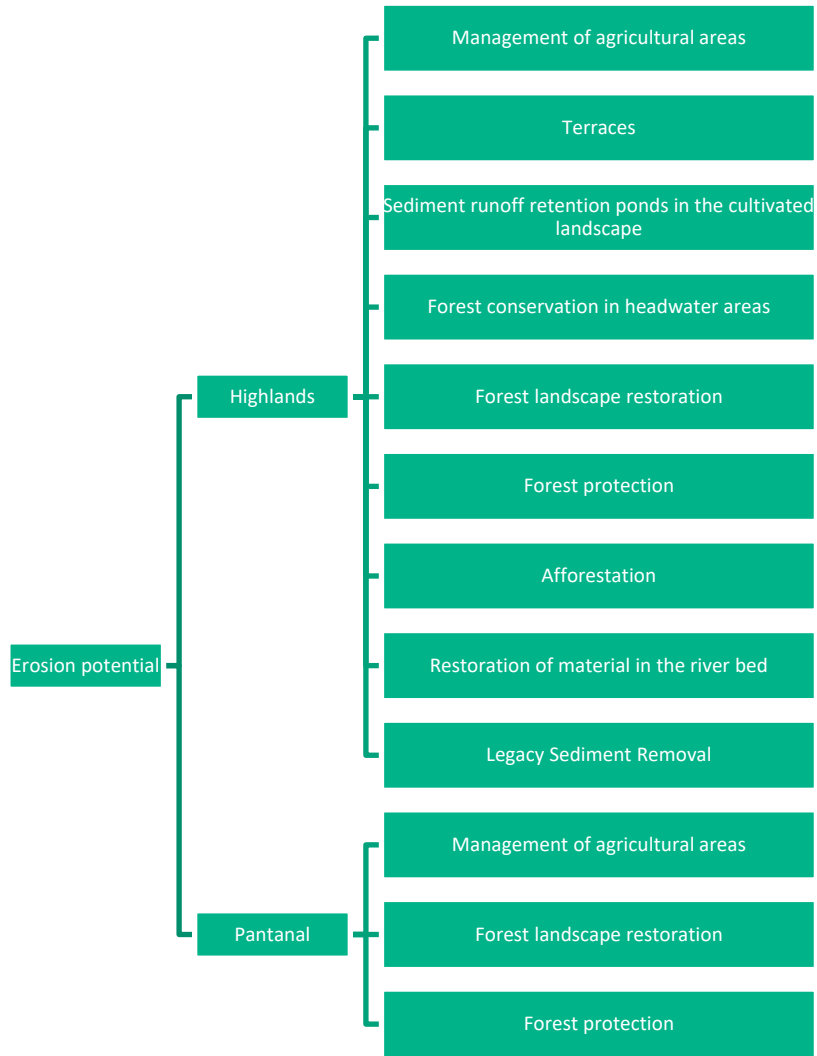 Management of agricultural areas
Terraces
Sediment runoff retention ponds in the cultivated
landscape
Forest conservation in headwater areas
Highlands
Forest landscape restoration
Forest protection
Afforestation
Erosion potential
Restoration of material in the river bed
Legacy Sediment Removal
Management of agricultural areas
Pantanal
Forest landscape restoration
Forest protection